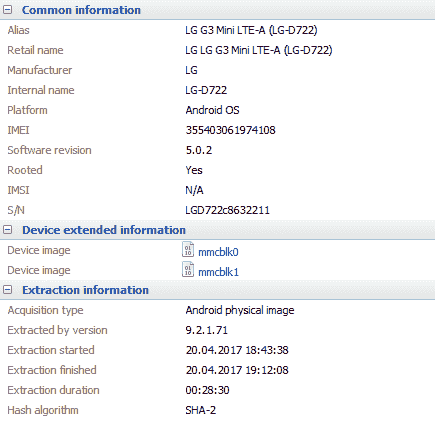 Common information
Alias LG G3 Mini LTE-A (LG-D722)
Retail name LG LG G3 Mini LTE-A (LG-D722)
Manufacturer LG
Internal name LG-D722
Platform Android OS
IMEI 355403061974108
Software revision 5.0.2
Rooted Yes
IMSI N/A
S/N LGD722c8632211
Device extended information
Device image mmcblk0
Device image mmcblk1
Extraction information
Acquisition type Android physical image
Extracted by version 9.2.1.71
Extraction started 20.04.2017 18:43:38
Extraction finished 20.04.2017 19:12:08
Extraction duration 00:28:30
Hash algorithm SHA-2